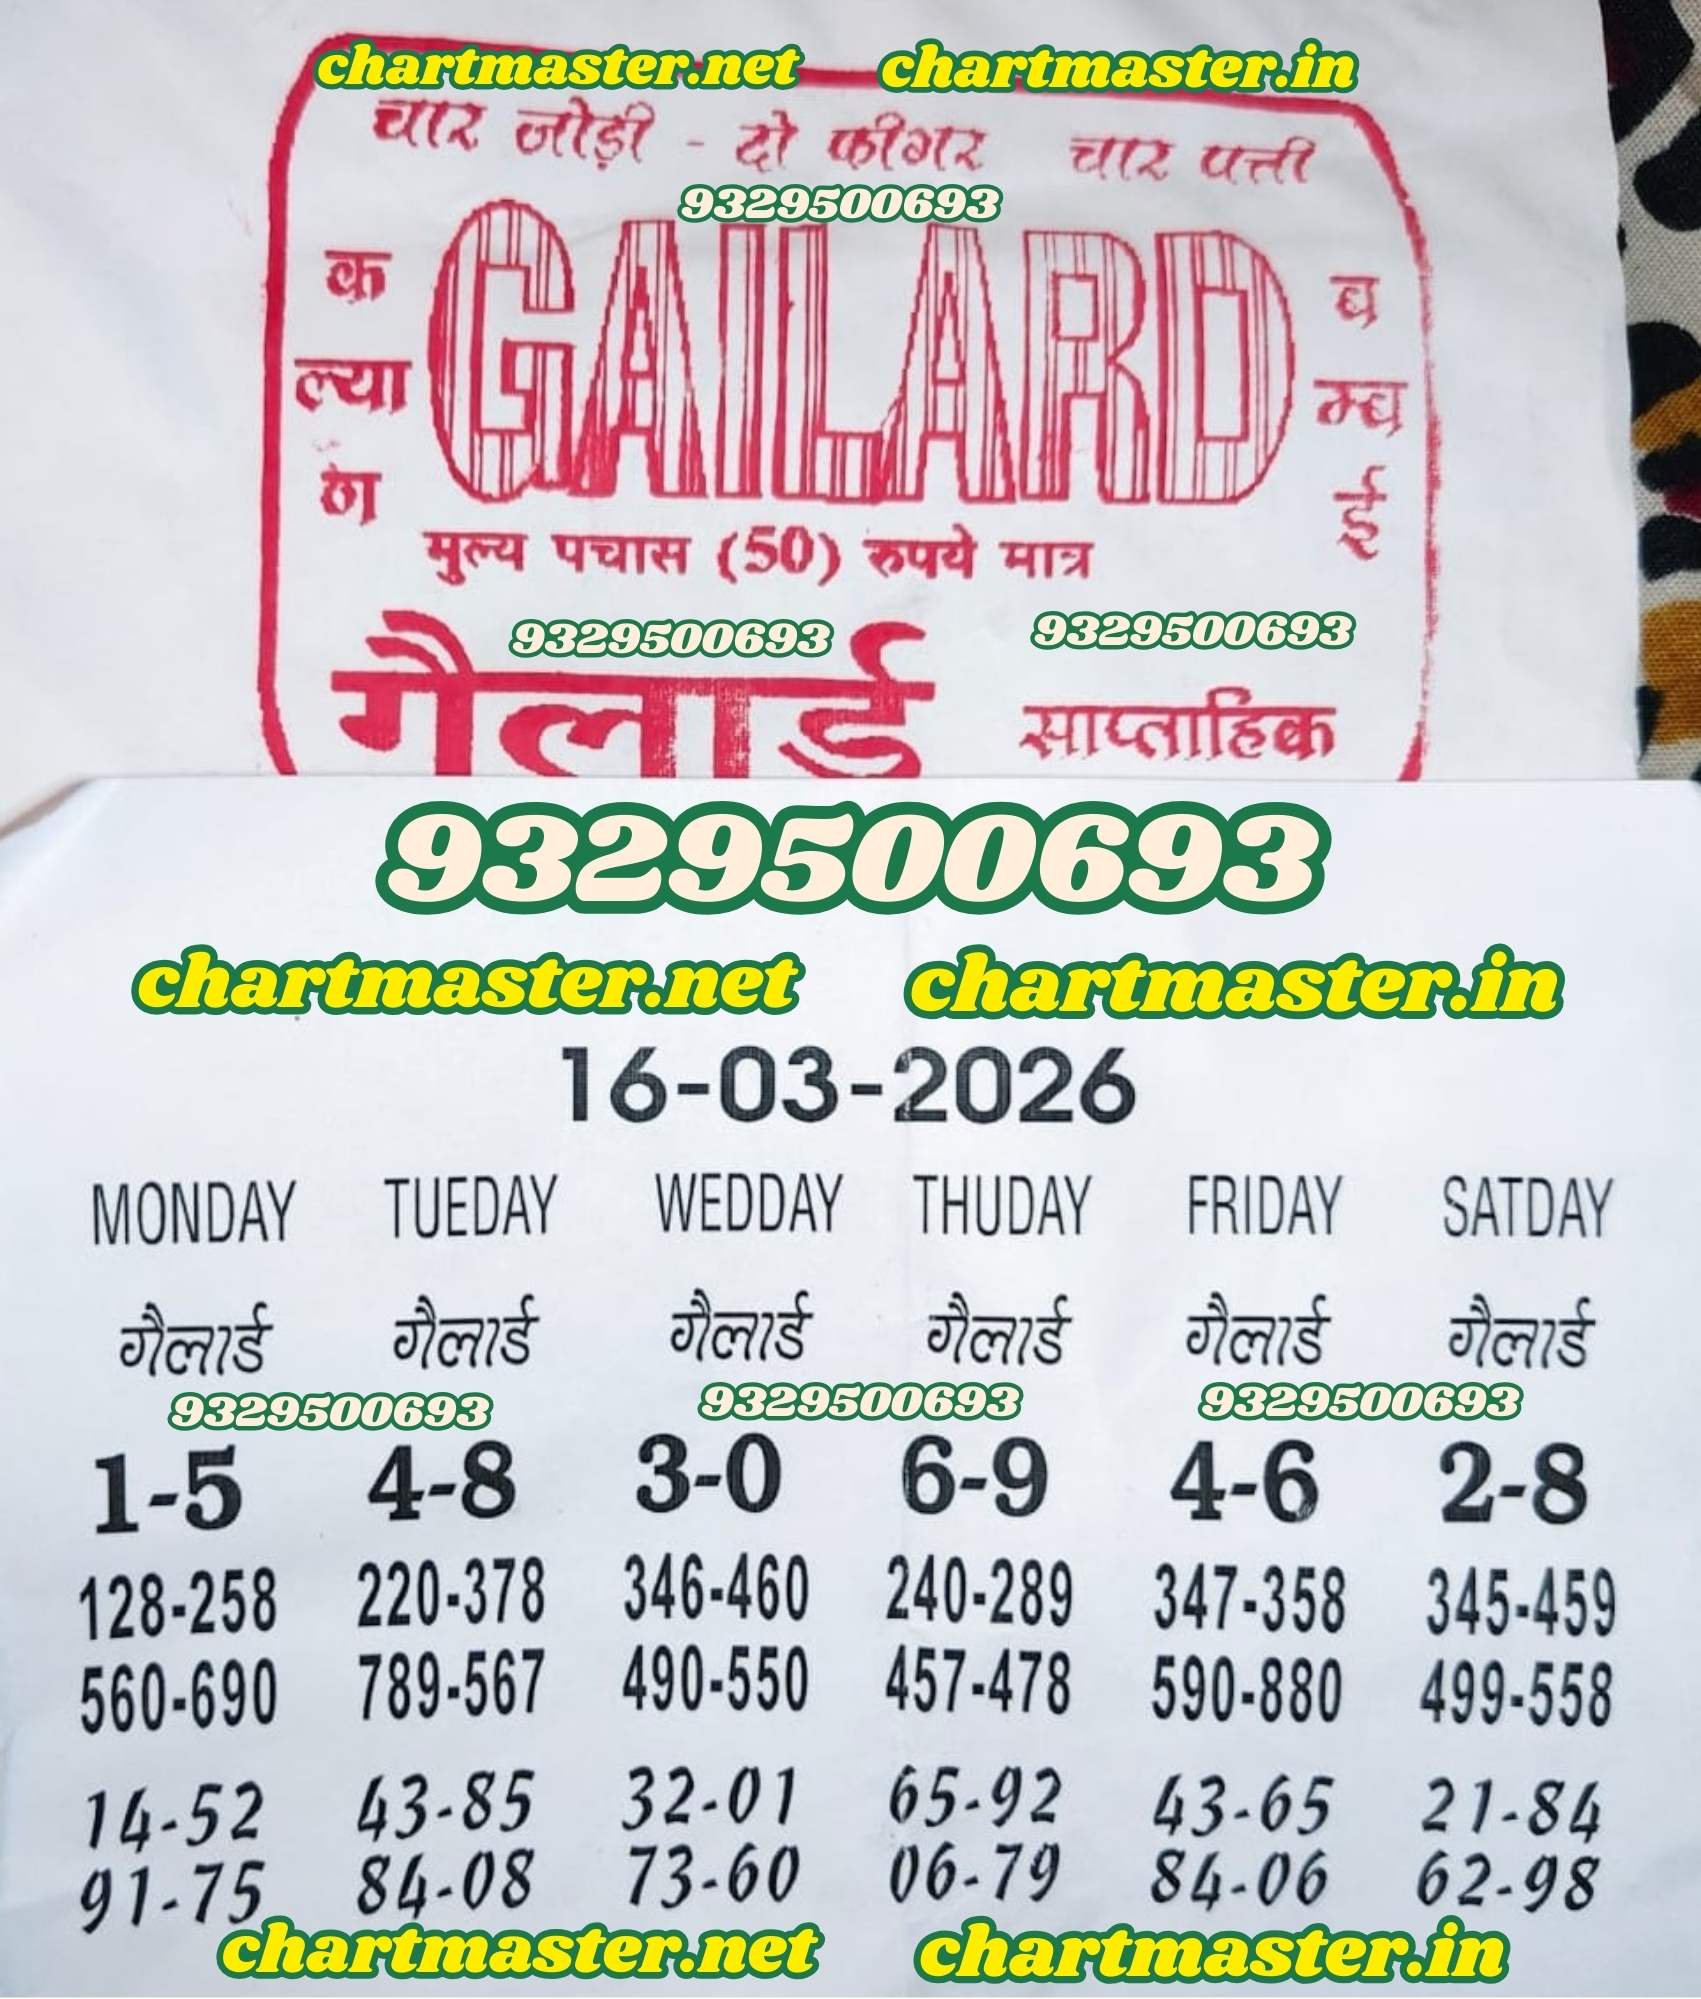 chartmaster.net chartmaster.in
चार जोड़ी - दो फीगर चार पत्ती
9329500693
क ल्या ण
GAILARD
ब म्ब ई
मुल्य पचास (50) रुपये मात्र
9329500693 9329500693
गैलार्ड साप्ताहिक
9329500693
chartmaster.net chartmaster.in
16-03-2026
MONDAY TUEDAY WEDDAY THUDAY FRIDAY SATDAY
गैलार्ड गैलार्ड गैलार्ड गैलार्ड गैलार्ड गैलार्ड
9329500693 9329500693 9329500693
1-5 4-8 3-0 6-9 4-6 2-8
128-258 220-378 346-460 240-289 347-358 345-459
560-690 789-567 490-550 457-478 590-880 499-558
14-52 43-85 32-01 65-92 43-65 21-84
91-75 84-08 73-60 06-79 84-06 62-98
chartmaster.net chartmaster.in